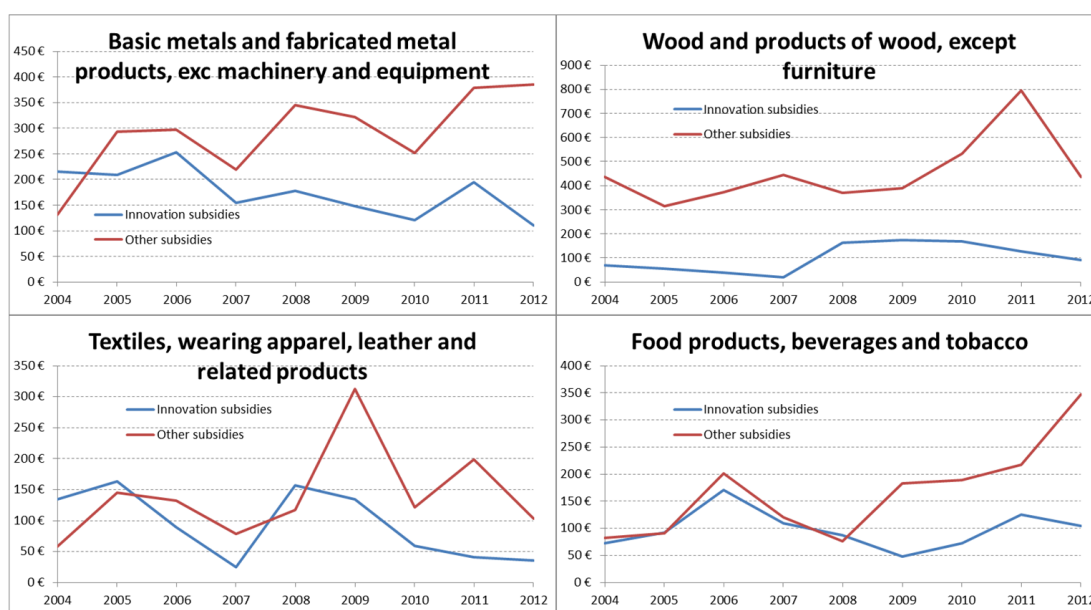 Basic metals and fabricated metal
products, exc machinery and equipment
450 €
400 €
350 €
300 €
250 €
200 €
150 €
100 €
50 €
0 €
Innovation subsidies
Other subsidies
2004 2005 2006 2007 2008 2009 2010 2011 2012
Wood and products of wood, except
furniture
900 €
800 €
700 €
600 €
500 €
400 €
300 €
200 €
100 €
0 €
Innovation subsidies
Other subsidies
2004 2005 2006 2007 2008 2009 2010 2011 2012
Textiles, wearing apparel, leather and
related products
350 €
300 €
250 €
200 €
150 €
100 €
50 €
0 €
Innovation subsidies
Other subsidies
2004 2005 2006 2007 2008 2009 2010 2011 2012
Food products, beverages and tobacco
400 €
350 €
300 €
250 €
200 €
150 €
100 €
50 €
0 €
Innovation subsidies
Other subsidies
2004 2005 2006 2007 2008 2009 2010 2011 2012